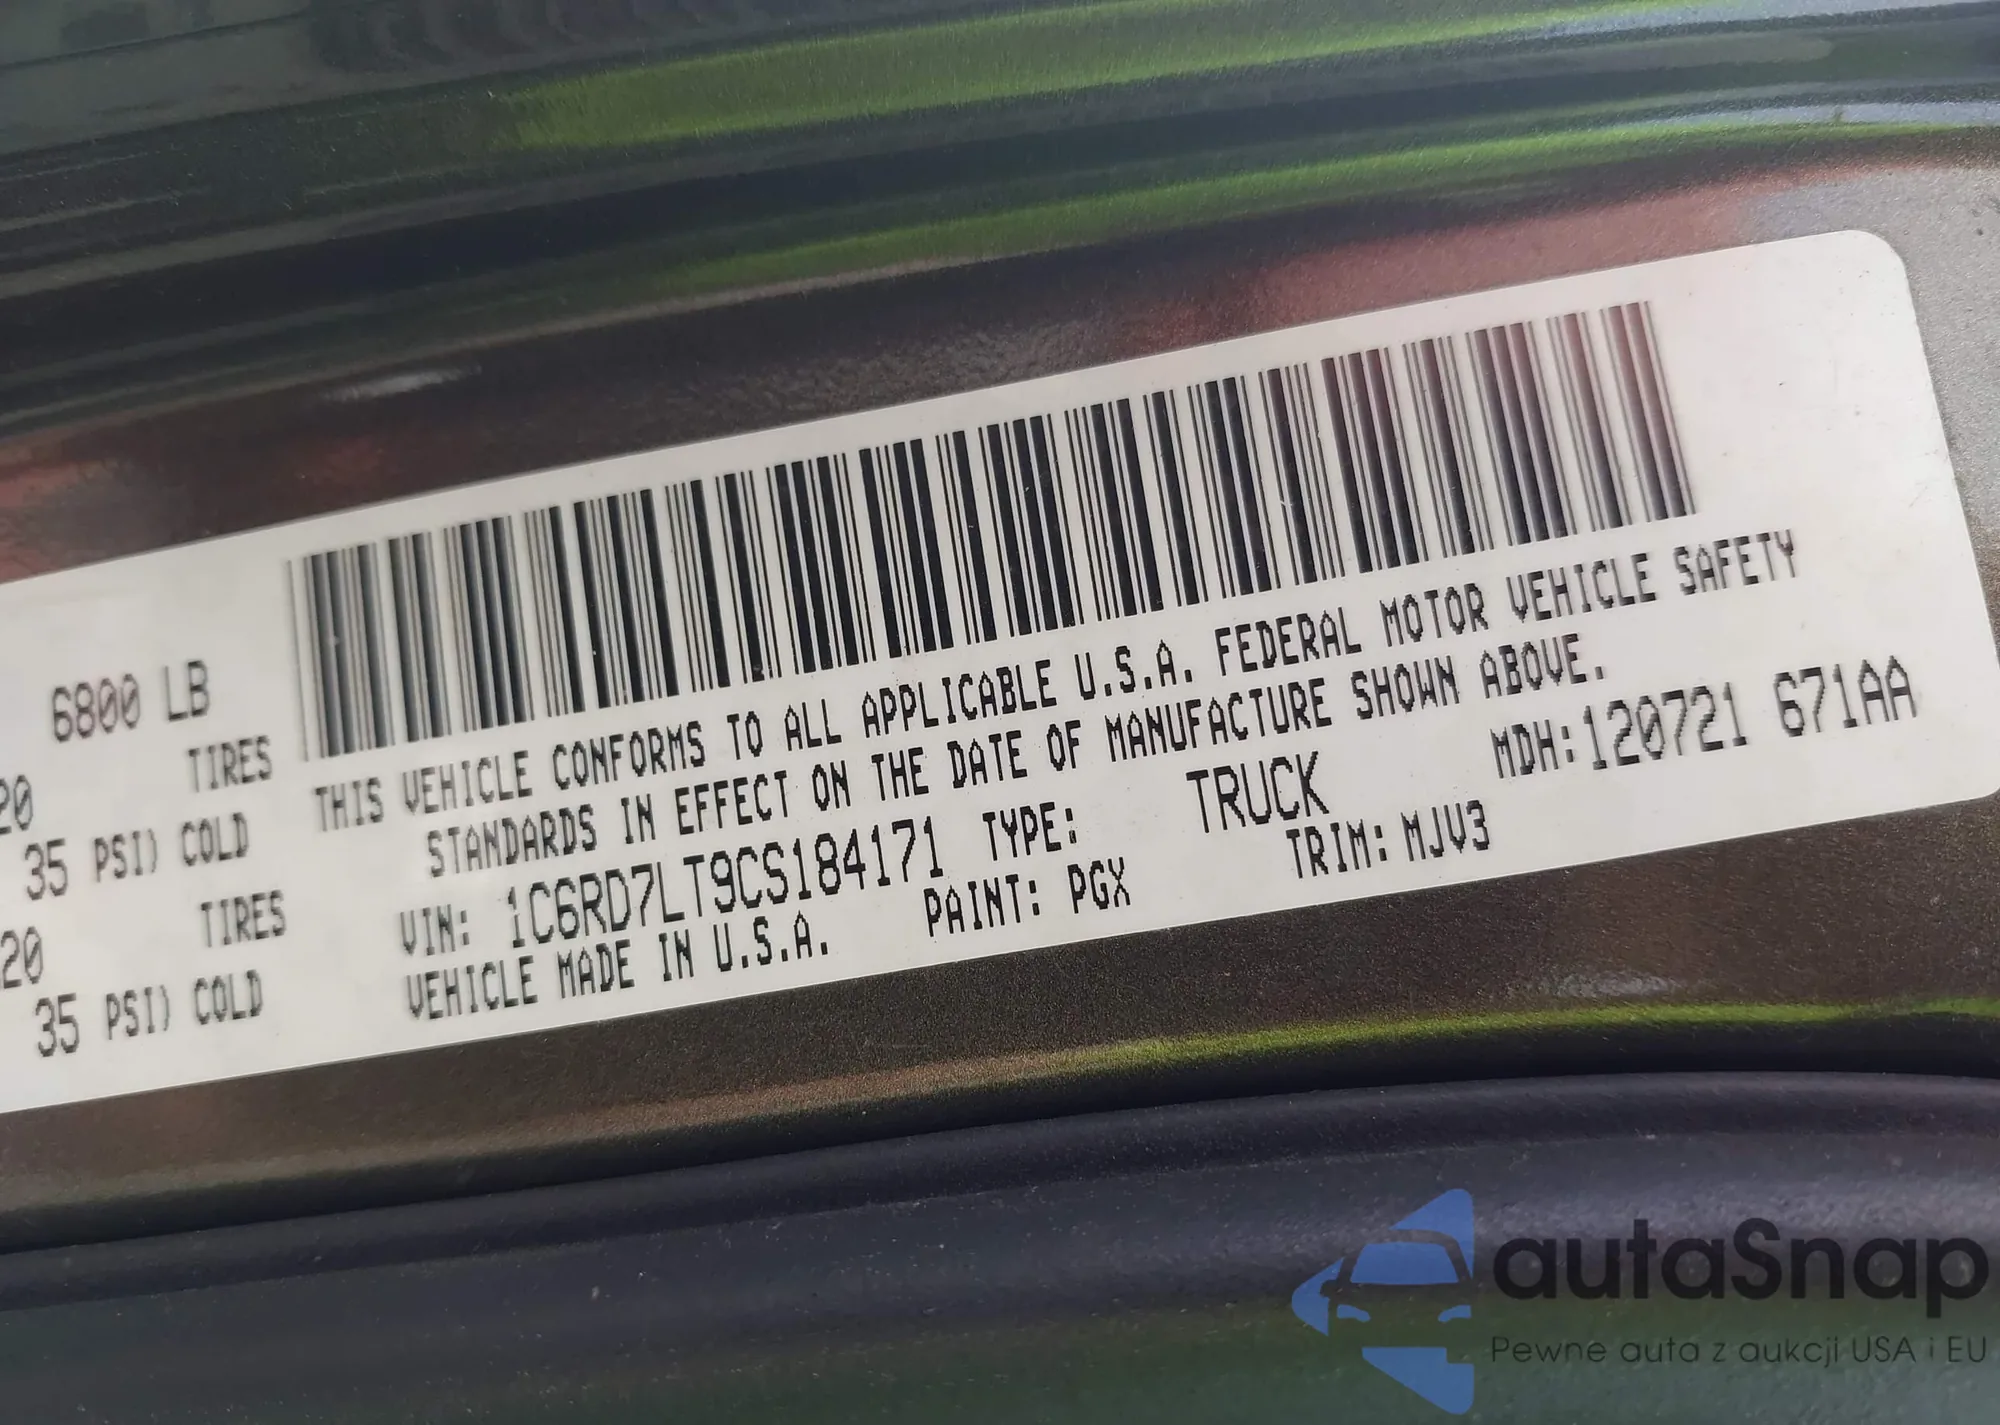 6800 LB
TIRES
20
35 PSI) COLD
TIRES
20
35 PSI) COLD
THIS VEHICLE CONFORMS TO ALL APPLICABLE U.S.A. FEDERAL MOTOR VEHICLE SAFETY
STANDARDS IN EFFECT ON THE DATE OF MANUFACTURE SHOWN ABOVE.
MDH:120721 671AA
VIN: 1C6RD7LT9CS184171 TYPE: TRUCK
VEHICLE MADE IN U.S.A. PAINT: PGX TRIM: MJV3
autaSnap
Pewne auta z aukcji USA i EU